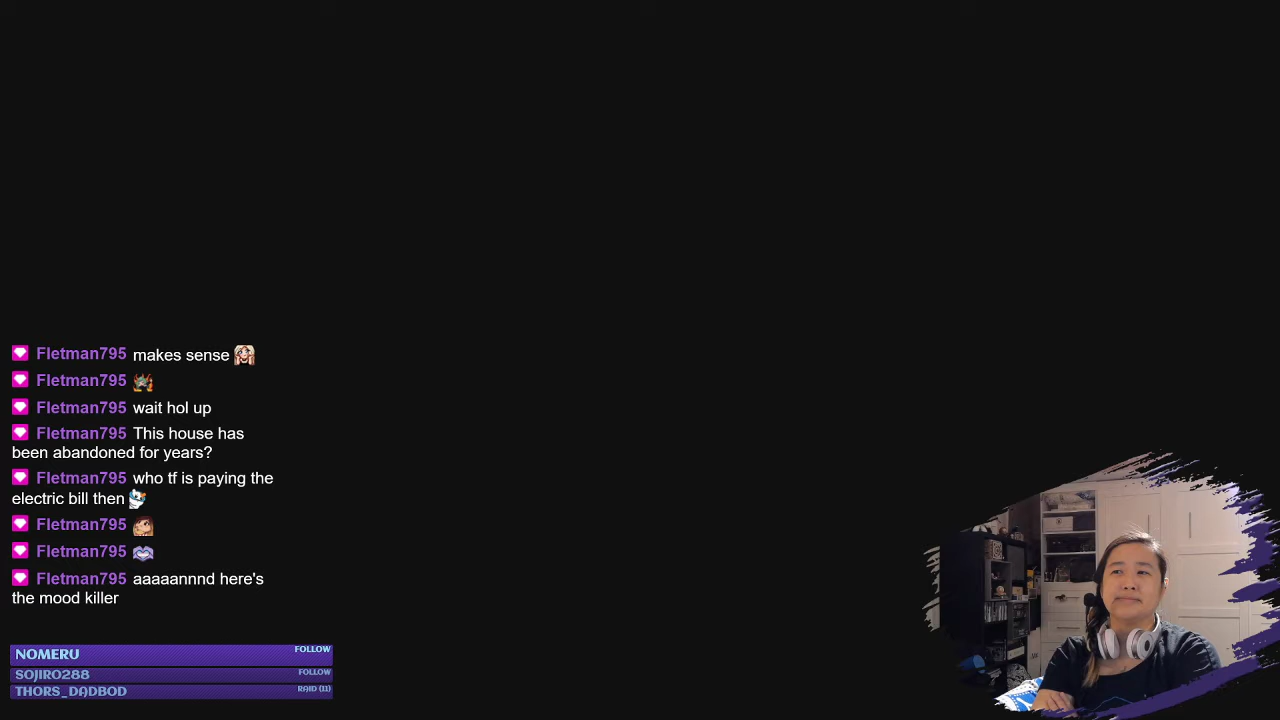 Fletman795 makes sense
Fletman795
Fletman795 wait hol up
Fletman795 This house has
been abandoned for years?
Fletman795 who tf is paying the
electric bill then
Fletman795
Fletman795
Fletman795 aaaaannnd here's
the mood killer
NOMERU FOLLOW
SOJIRO288 FOLLOW
THORS_DADBOD RAID (11)